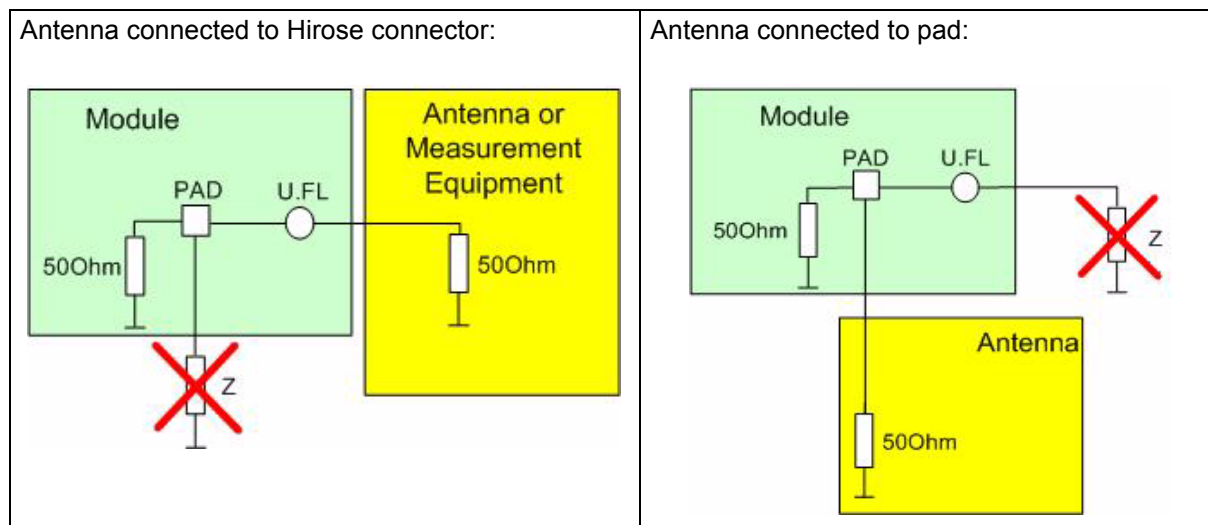 Antenna connected to Hirose connector:
Module
Antenna or
Measurement
Equipment
PAD
U.FL
50Ohm
50Ohm
Z
Antenna connected to pad:
Module
PAD
U.FL
50Ohm
Z
Antenna
50Ohm